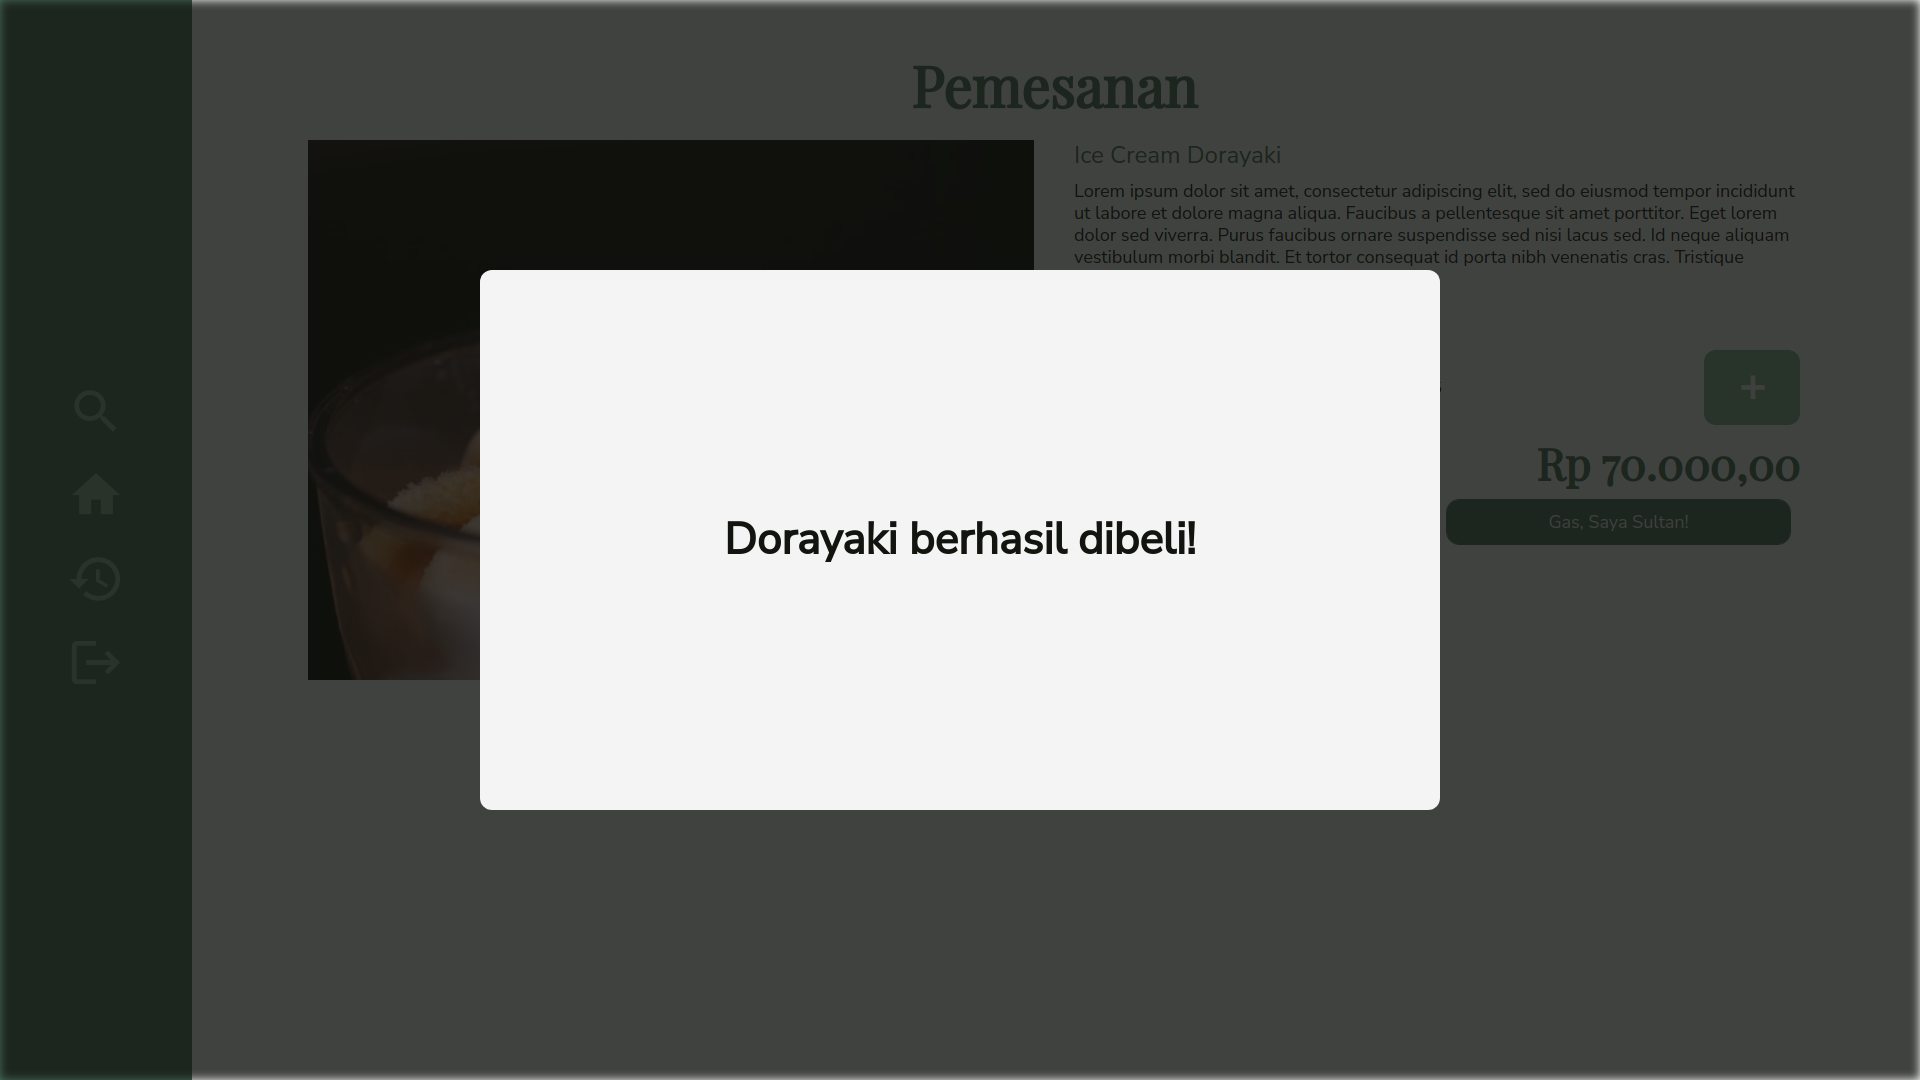 Pemesanan
Ice Cream Dorayaki
Lorem ipsum dolor sit amet, consectetur adipiscing elit, sed do eiusmod tempor incididunt
ut labore et dolore magna aliqua. Faucibus a pellentesque sit amet porttitor. Eget lorem
dolor sed viverra. Purus faucibus ornare suspendisse sed nisi lacus sed. Id neque aliquam
vestibulum morbi blandit. Et tortor consequat id porta nibh venenatis cras. Tristique
+
Rp 70.000,00
Gas, Saya Sultan!
Dorayaki berhasil dibeli!